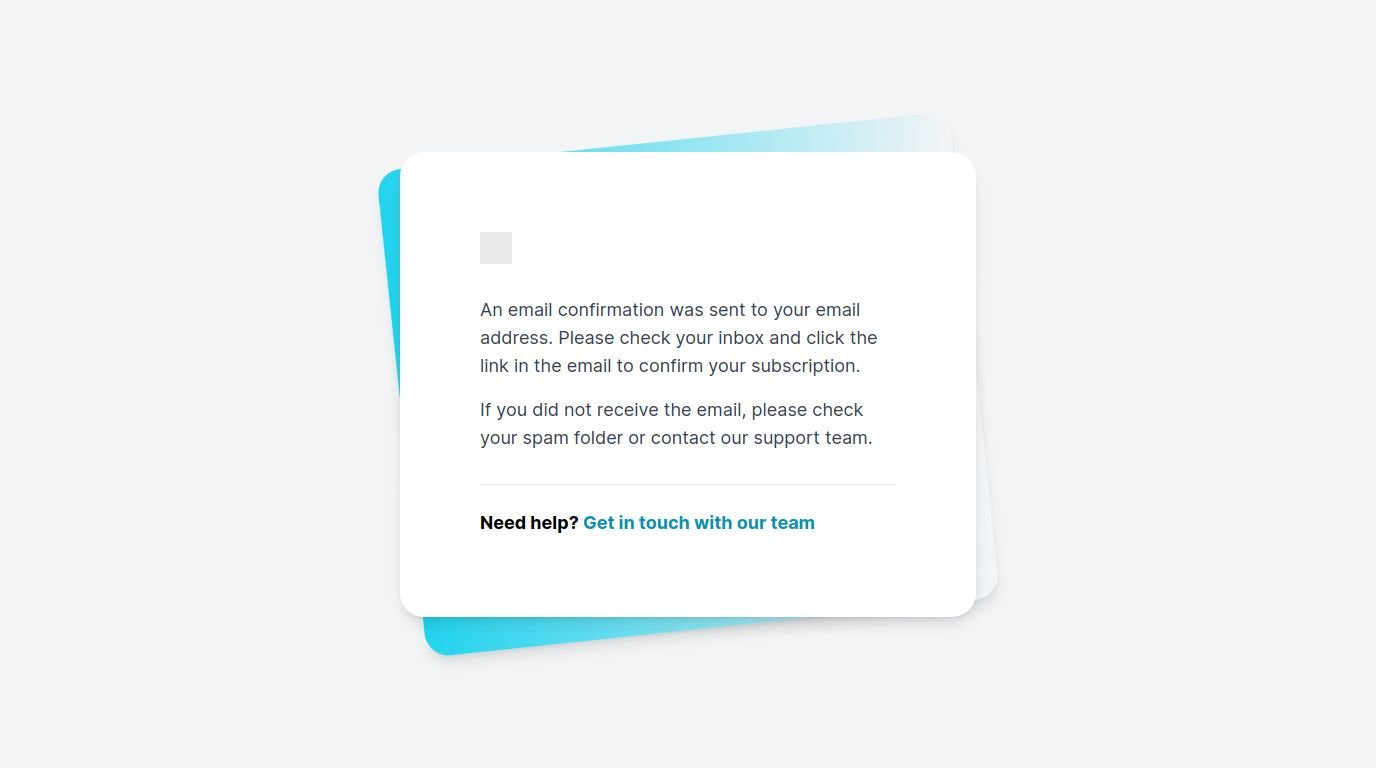 An email confirmation was sent to your email
address. Please check your inbox and click the
link in the email to confirm your subscription.
If you did not receive the email, please check
your spam folder or contact our support team.
Need help? Get in touch with our team